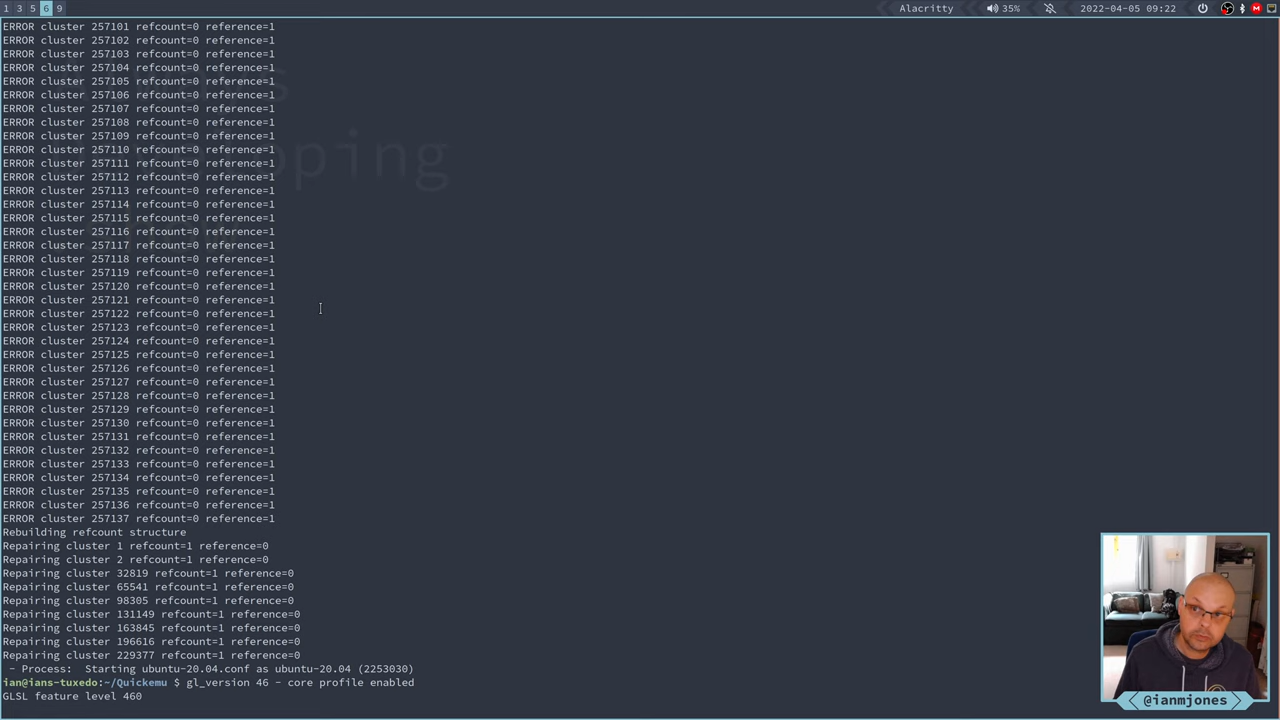 1 3 5 6 9 Alacritty 35% 2022-04-05 09:22
ERROR cluster 257101 refcount=0 reference=1
ERROR cluster 257102 refcount=0 reference=1
ERROR cluster 257103 refcount=0 reference=1
ERROR cluster 257104 refcount=0 reference=1
ERROR cluster 257105 refcount=0 reference=1
ERROR cluster 257106 refcount=0 reference=1
ERROR cluster 257107 refcount=0 reference=1
ERROR cluster 257108 refcount=0 reference=1
ERROR cluster 257109 refcount=0 reference=1
ERROR cluster 257110 refcount=0 reference=1
ERROR cluster 257111 refcount=0 reference=1
ERROR cluster 257112 refcount=0 reference=1
ERROR cluster 257113 refcount=0 reference=1
ERROR cluster 257114 refcount=0 reference=1
ERROR cluster 257115 refcount=0 reference=1
ERROR cluster 257116 refcount=0 reference=1
ERROR cluster 257117 refcount=0 reference=1
ERROR cluster 257118 refcount=0 reference=1
ERROR cluster 257119 refcount=0 reference=1
ERROR cluster 257120 refcount=0 reference=1
ERROR cluster 257121 refcount=0 reference=1
ERROR cluster 257122 refcount=0 reference=1
ERROR cluster 257123 refcount=0 reference=1
ERROR cluster 257124 refcount=0 reference=1
ERROR cluster 257125 refcount=0 reference=1
ERROR cluster 257126 refcount=0 reference=1
ERROR cluster 257127 refcount=0 reference=1
ERROR cluster 257128 refcount=0 reference=1
ERROR cluster 257129 refcount=0 reference=1
ERROR cluster 257130 refcount=0 reference=1
ERROR cluster 257131 refcount=0 reference=1
ERROR cluster 257132 refcount=0 reference=1
ERROR cluster 257133 refcount=0 reference=1
ERROR cluster 257134 refcount=0 reference=1
ERROR cluster 257135 refcount=0 reference=1
ERROR cluster 257136 refcount=0 reference=1
ERROR cluster 257137 refcount=0 reference=1
Rebuilding refcount structure
Repairing cluster 1 refcount=1 reference=0
Repairing cluster 2 refcount=1 reference=0
Repairing cluster 32819 refcount=1 reference=0
Repairing cluster 65541 refcount=1 reference=0
Repairing cluster 98305 refcount=1 reference=0
Repairing cluster 131149 refcount=1 reference=0
Repairing cluster 163845 refcount=1 reference=0
Repairing cluster 196616 refcount=1 reference=0
Repairing cluster 229377 refcount=1 reference=0
- Process: Starting ubuntu-20.04.conf as ubuntu-20.04 (2253030)
ian@ians-tuxedo:~/Quickemu $ gl_version 46 - core profile enabled
GLSL feature level 460
@ianmjones